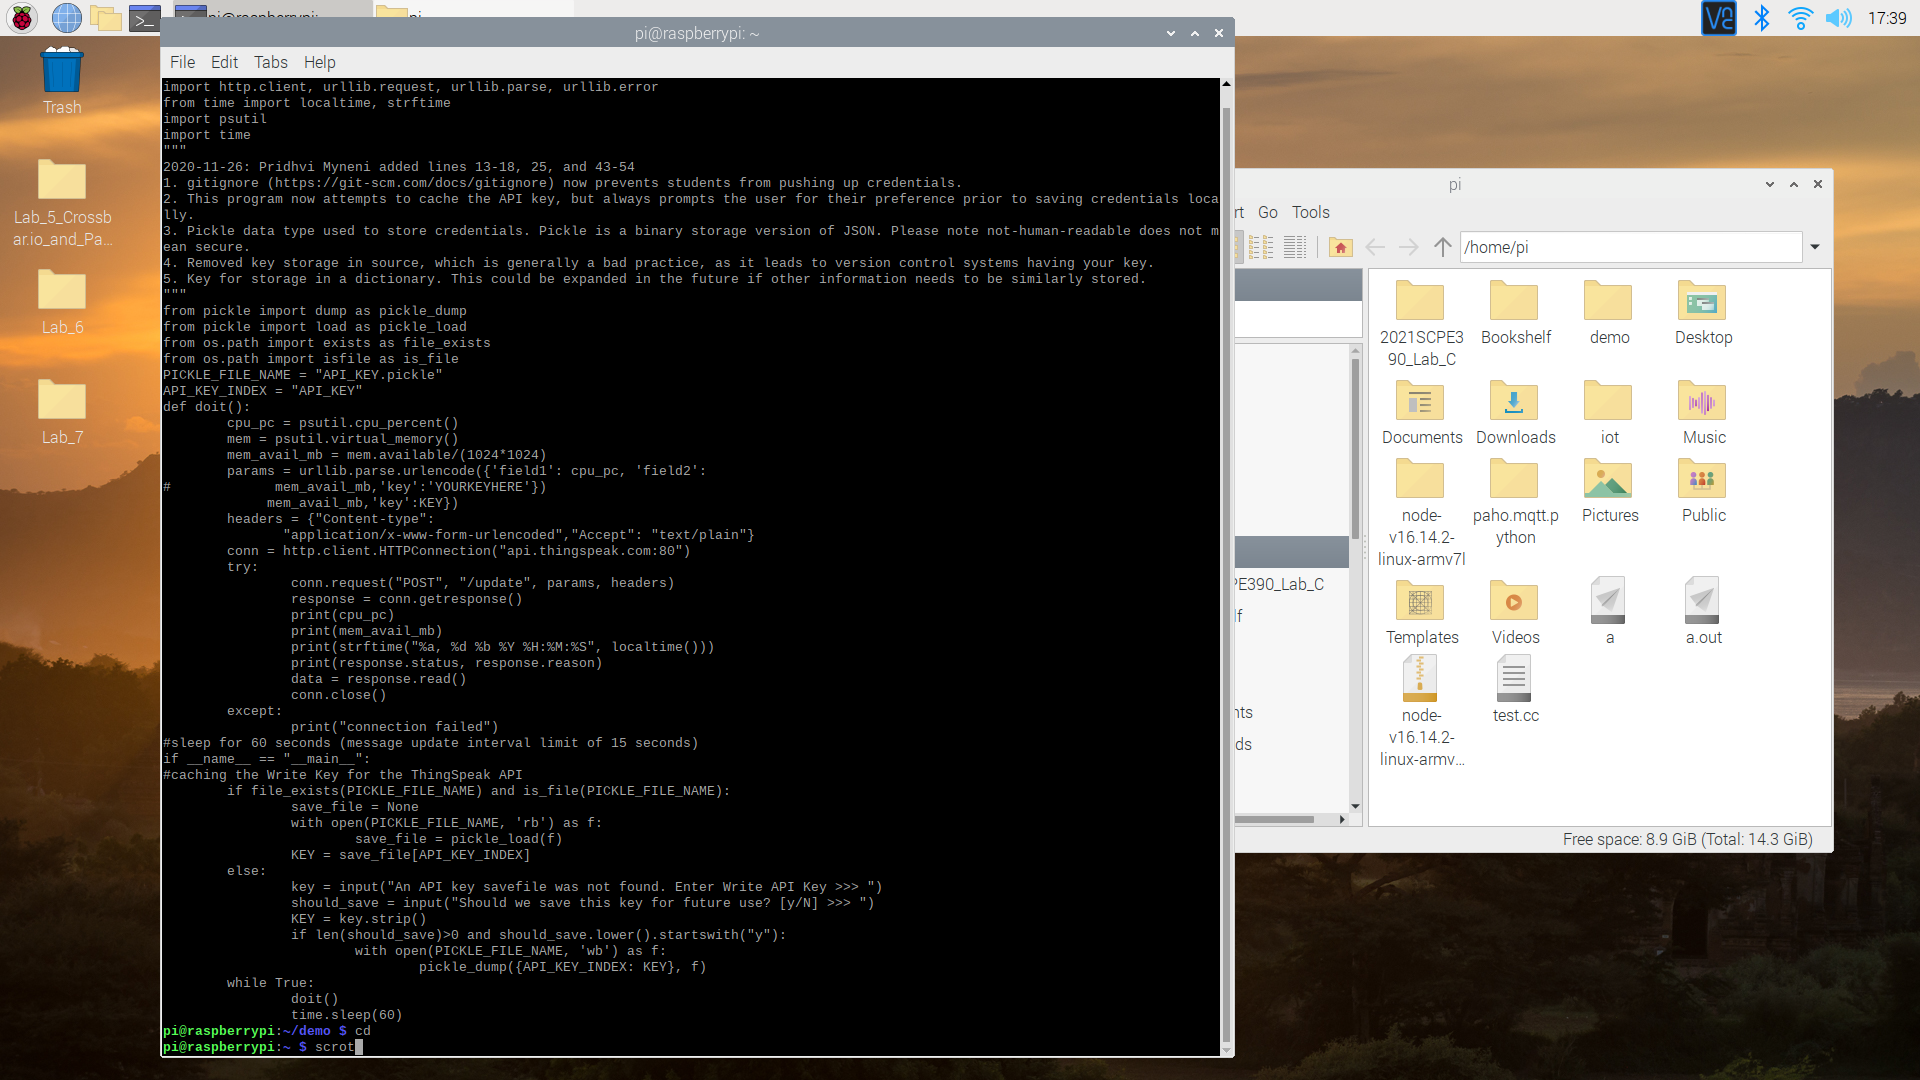 pi@raspberrypi:
pi
17:39
Trash
Lab_5_Crossb
ar.io_and_Pa...
Lab_6
Lab_7
pi@raspberrypi: ~
File Edit Tabs Help
import http.client, urllib.request, urllib.parse, urllib.error
from time import localtime, strftime
import psutil
import time
"""
2020-11-26: Pridhvi Myneni added lines 13-18, 25, and 43-54
1. gitignore (https://git-scm.com/docs/gitignore) now prevents students from pushing up credentials.
2. This program now attempts to cache the API key, but always prompts the user for their preference prior to saving credentials loca
lly.
3. Pickle data type used to store credentials. Pickle is a binary storage version of JSON. Please note not-human-readable does not m
ean secure.
4. Removed key storage in source, which is generally a bad practice, as it leads to version control systems having your key.
5. Key for storage in a dictionary. This could be expanded in the future if other information needs to be similarly stored.
"""
from pickle import dump as pickle_dump
from pickle import load as pickle_load
from os.path import exists as file_exists
from os.path import isfile as is_file
PICKLE_FILE_NAME = "API_KEY.pickle"
API_KEY_INDEX = "API_KEY"
def doit():
        cpu_pc = psutil.cpu_percent()
        mem = psutil.virtual_memory()
        mem_avail_mb = mem.available/(1024*1024)
        params = urllib.parse.urlencode({'field1': cpu_pc, 'field2':
#             mem_avail_mb,'key':'YOURKEYHERE'})
             mem_avail_mb,'key':KEY})
        headers = {"Content-type":
               "application/x-www-form-urlencoded","Accept": "text/plain"}
        conn = http.client.HTTPConnection("api.thingspeak.com:80")
        try:
                conn.request("POST", "/update", params, headers)
                response = conn.getresponse()
                print(cpu_pc)
                print(mem_avail_mb)
                print(strftime("%a, %d %b %Y %H:%M:%S", localtime()))
                print(response.status, response.reason)
                data = response.read()
                conn.close()
        except:
                print("connection failed")
#sleep for 60 seconds (message update interval limit of 15 seconds)
if __name__ == "__main__":
#caching the Write Key for the ThingSpeak API
        if file_exists(PICKLE_FILE_NAME) and is_file(PICKLE_FILE_NAME):
                save_file = None
                with open(PICKLE_FILE_NAME, 'rb') as f:
                        save_file = pickle_load(f)
                KEY = save_file[API_KEY_INDEX]
        else:
                key = input("An API key savefile was not found. Enter Write API Key >>> ")
                should_save = input("Should we save this key for future use? [y/N] >>> ")
                KEY = key.strip()
                if len(should_save)>0 and should_save.lower().startswith("y"):
                        with open(PICKLE_FILE_NAME, 'wb') as f:
                                pickle_dump({API_KEY_INDEX: KEY}, f)
        while True:
                doit()
                time.sleep(60)
pi@raspberrypi:~/demo $ cd
pi@raspberrypi:~ $ scrot
pi
rt Go Tools
/home/pi
PE390_Lab_C
lf
nts
ds
2021SCPE3
90_Lab_C
Bookshelf
demo
Desktop
Documents
Downloads
iot
Music
node-
v16.14.2-
linux-armv7l
paho.mqtt.p
ython
Pictures
Public
Templates
Videos
a
a.out
node-
v16.14.2-
linux-armv...
test.cc
Free space: 8.9 GiB (Total: 14.3 GiB)